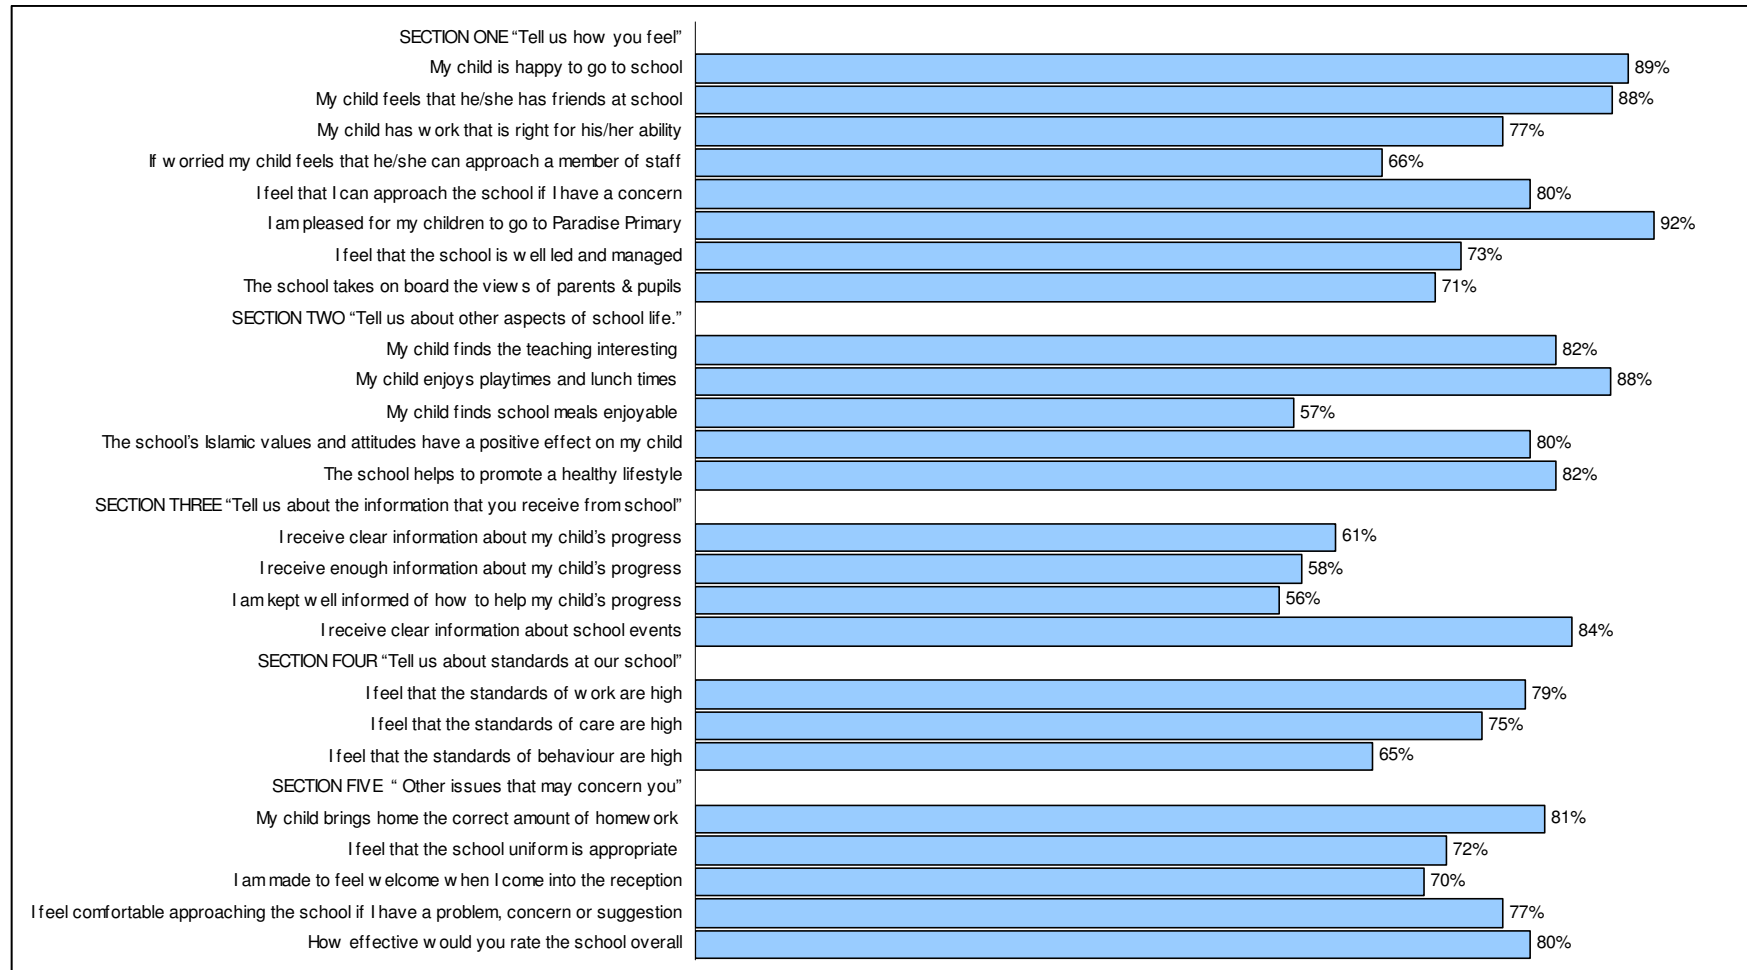 SECTION ONE “Tell us how you feel”
My child is happy to go to school 89%
My child feels that he/she has friends at school 88%
My child has work that is right for his/her ability 77%
If worried my child feels that he/she can approach a member of staff 66%
I feel that I can approach the school if I have a concern 80%
I am pleased for my children to go to Paradise Primary 92%
I feel that the school is well led and managed 73%
The school takes on board the views of parents & pupils 71%
SECTION TWO “Tell us about other aspects of school life.”
My child finds the teaching interesting 82%
My child enjoys playtimes and lunch times 88%
My child finds school meals enjoyable 57%
The school’s Islamic values and attitudes have a positive effect on my child 80%
The school helps to promote a healthy lifestyle 82%
SECTION THREE “Tell us about the information that you receive from school”
I receive clear information about my child’s progress 61%
I receive enough information about my child’s progress 58%
I am kept well informed of how to help my child’s progress 56%
I receive clear information about school events 84%
SECTION FOUR “Tell us about standards at our school”
I feel that the standards of work are high 79%
I feel that the standards of care are high 75%
I feel that the standards of behaviour are high 65%
SECTION FIVE “ Other issues that may concern you”
My child brings home the correct amount of homework 81%
I feel that the school uniform is appropriate 72%
I am made to feel welcome when I come into the reception 70%
I feel comfortable approaching the school if I have a problem, concern or suggestion 77%
How effective would you rate the school overall 80%